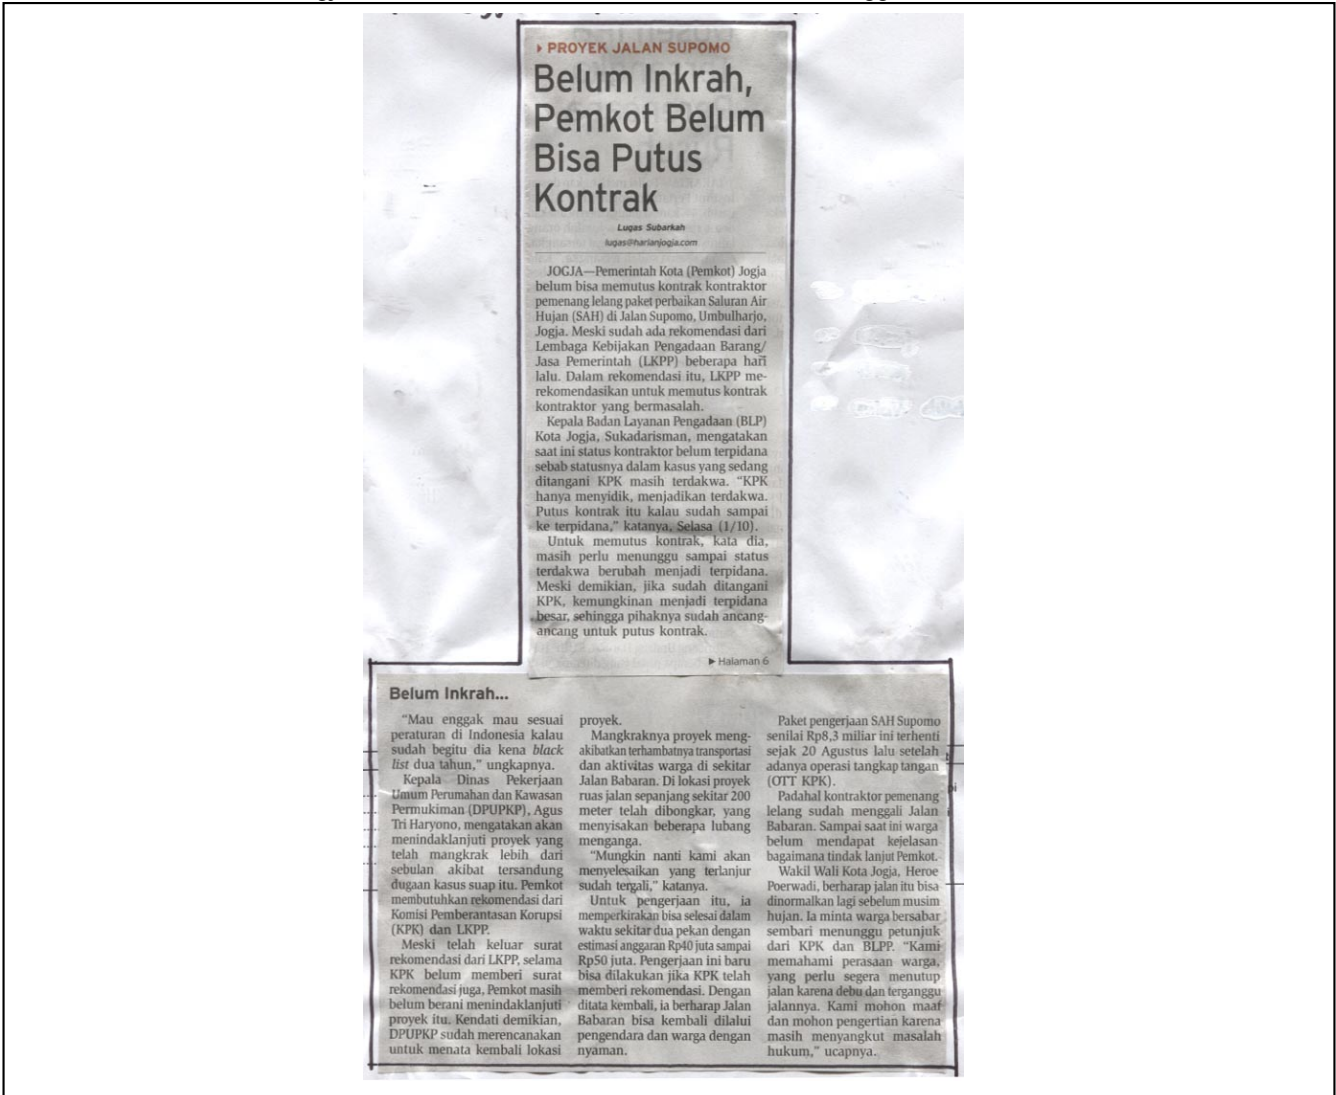 PROYEK JALAN SUPOMO
Belum Inkrah,
Pemkot Belum
Bisa Putus
Kontrak
Lugas Subarkah
lugas@harianjogja.com
JOGJA—Pemerintah Kota (Pemkot) Jogja
belum bisa memutus kontrak kontraktor
pemenang lelang paket perbaikan Saluran Air
Hujan (SAH) di Jalan Supomo, Umbulharjo,
Jogja. Meski sudah ada rekomendasi dari
Lembaga Kebijakan Pengadaan Barang/
Jasa Pemerintah (LKPP) beberapa hari
lalu. Dalam rekomendasi itu, LKPP me-
rekomendasikan untuk memutus kontrak
kontraktor yang bermasalah.
Kepala Badan Layanan Pengadaan (BLP)
Kota Jogja, Sukadarisman, mengatakan
saat ini status kontraktor belum terpidana
sebab statusnya dalam kasus yang sedang
ditangani KPK masih terdakwa. “KPK
hanya menyidik, menjadikan terdakwa.
Putus kontrak itu kalau sudah sampai
ke terpidana,” katanya, Selasa (1/10).
Untuk memutus kontrak, kata dia,
masih perlu menunggu sampai status
terdakwa berubah menjadi terpidana.
Meski demikian, jika sudah ditangani
KPK, kemungkinan menjadi terpidana
besar, sehingga pihaknya sudah ancang-
ancang untuk putus kontrak.
Halaman 6
Belum Inkrah...
“Mau enggak mau sesuai
peraturan di Indonesia kalau
sudah begitu dia kena black
list dua tahun,” ungkapnya.
Kepala Dinas Pekerjaan
Umum Perumahan dan Kawasan
Permukiman (DPUPKP), Agus
Tri Haryono, mengatakan akan
menindaklanjuti proyek yang
telah mangkrak lebih dari
sebulan akibat tersandung
dugaan kasus suap itu. Pemkot
membutuhkan rekomendasi dari
Komisi Pemberantasan Korupsi
(KPK) dan LKPP.
Meski telah keluar surat
rekomendasi dari LKPP, selama
KPK belum memberi surat
rekomendasi juga, Pemkot masih
belum berani menindaklanjuti
proyek itu. Kendati demikian,
DPUPKP sudah merencanakan
untuk menata kembali lokasi
proyek.
Mangkraknya proyek meng-
akibatkan terhambatnya transportasi
dan aktivitas warga di sekitar
Jalan Babaran. Di lokasi proyek
ruas jalan sepanjang sekitar 200
meter telah dibongkar, yang
menyisakan beberapa lubang
menganga.
“Mungkin nanti kami akan
menyelesaikan yang terlanjur
sudah tergali,” katanya.
Untuk pengerjaan itu, ia
memperkirakan bisa selesai dalam
waktu sekitar dua pekan dengan
estimasi anggaran Rp40 juta sampai
Rp50 juta. Pengerjaan ini baru
bisa dilakukan jika KPK telah
memberi rekomendasi. Dengan
ditata kembali, ia berharap Jalan
Babaran bisa kembali dilalui
pengendara dan warga dengan
nyaman.
Paket pengerjaan SAH Supomo
senilai Rp8,3 miliar ini terhenti
sejak 20 Agustus lalu setelah
adanya operasi tangkap tangan
(OTT KPK).
Padahal kontraktor pemenang
lelang sudah menggali Jalan
Babaran. Sampai saat ini warga
belum mendapat kejelasan
bagaimana tindak lanjut Pemkot.
Wakil Wali Kota Jogja, Heroe
Poerwadi, berharap jalan itu bisa
dinormalkan lagi sebelum musim
hujan. Ia minta warga bersabar
sembari menunggu petunjuk
dari KPK dan BLPP. “Kami
memahami perasaan warga,
yang perlu segera menutup
jalan karena debu dan terganggu
jalannya. Kami mohon maaf
dan mohon pengertian karena
masih menyangkut masalah
hukum,” ucapnya.